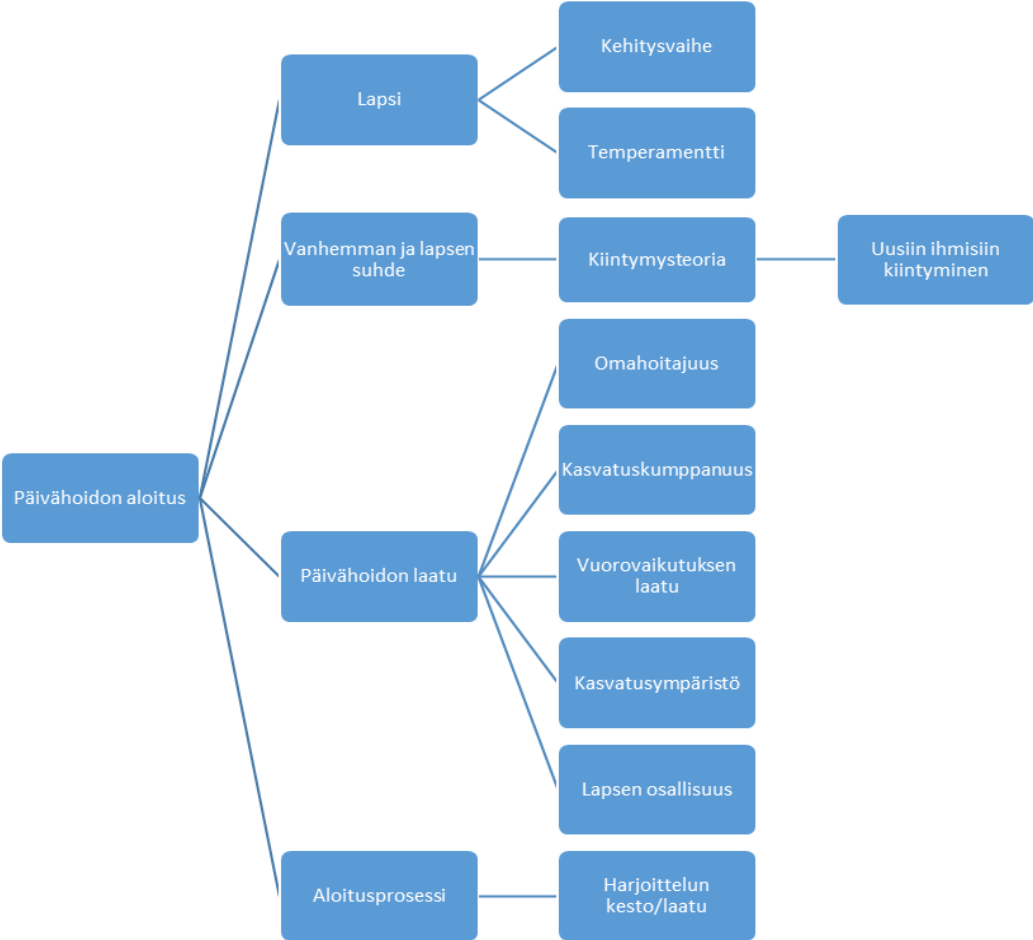 Päivähoidon aloitus
Lapsi
Kehitysvaihe
Temperamentti
Vanhemman ja lapsen
suhde
Kiintymysteoria
Uusiin ihmisiin
kiintyminen
Päivähoidon laatu
Omahoitajuus
Kasvatuskumppanuus
Vuorovaikutuksen
laatu
Kasvatusympäristö
Lapsen osallisuus
Aloitusprosessi
Harjoittelun
kesto/laatu